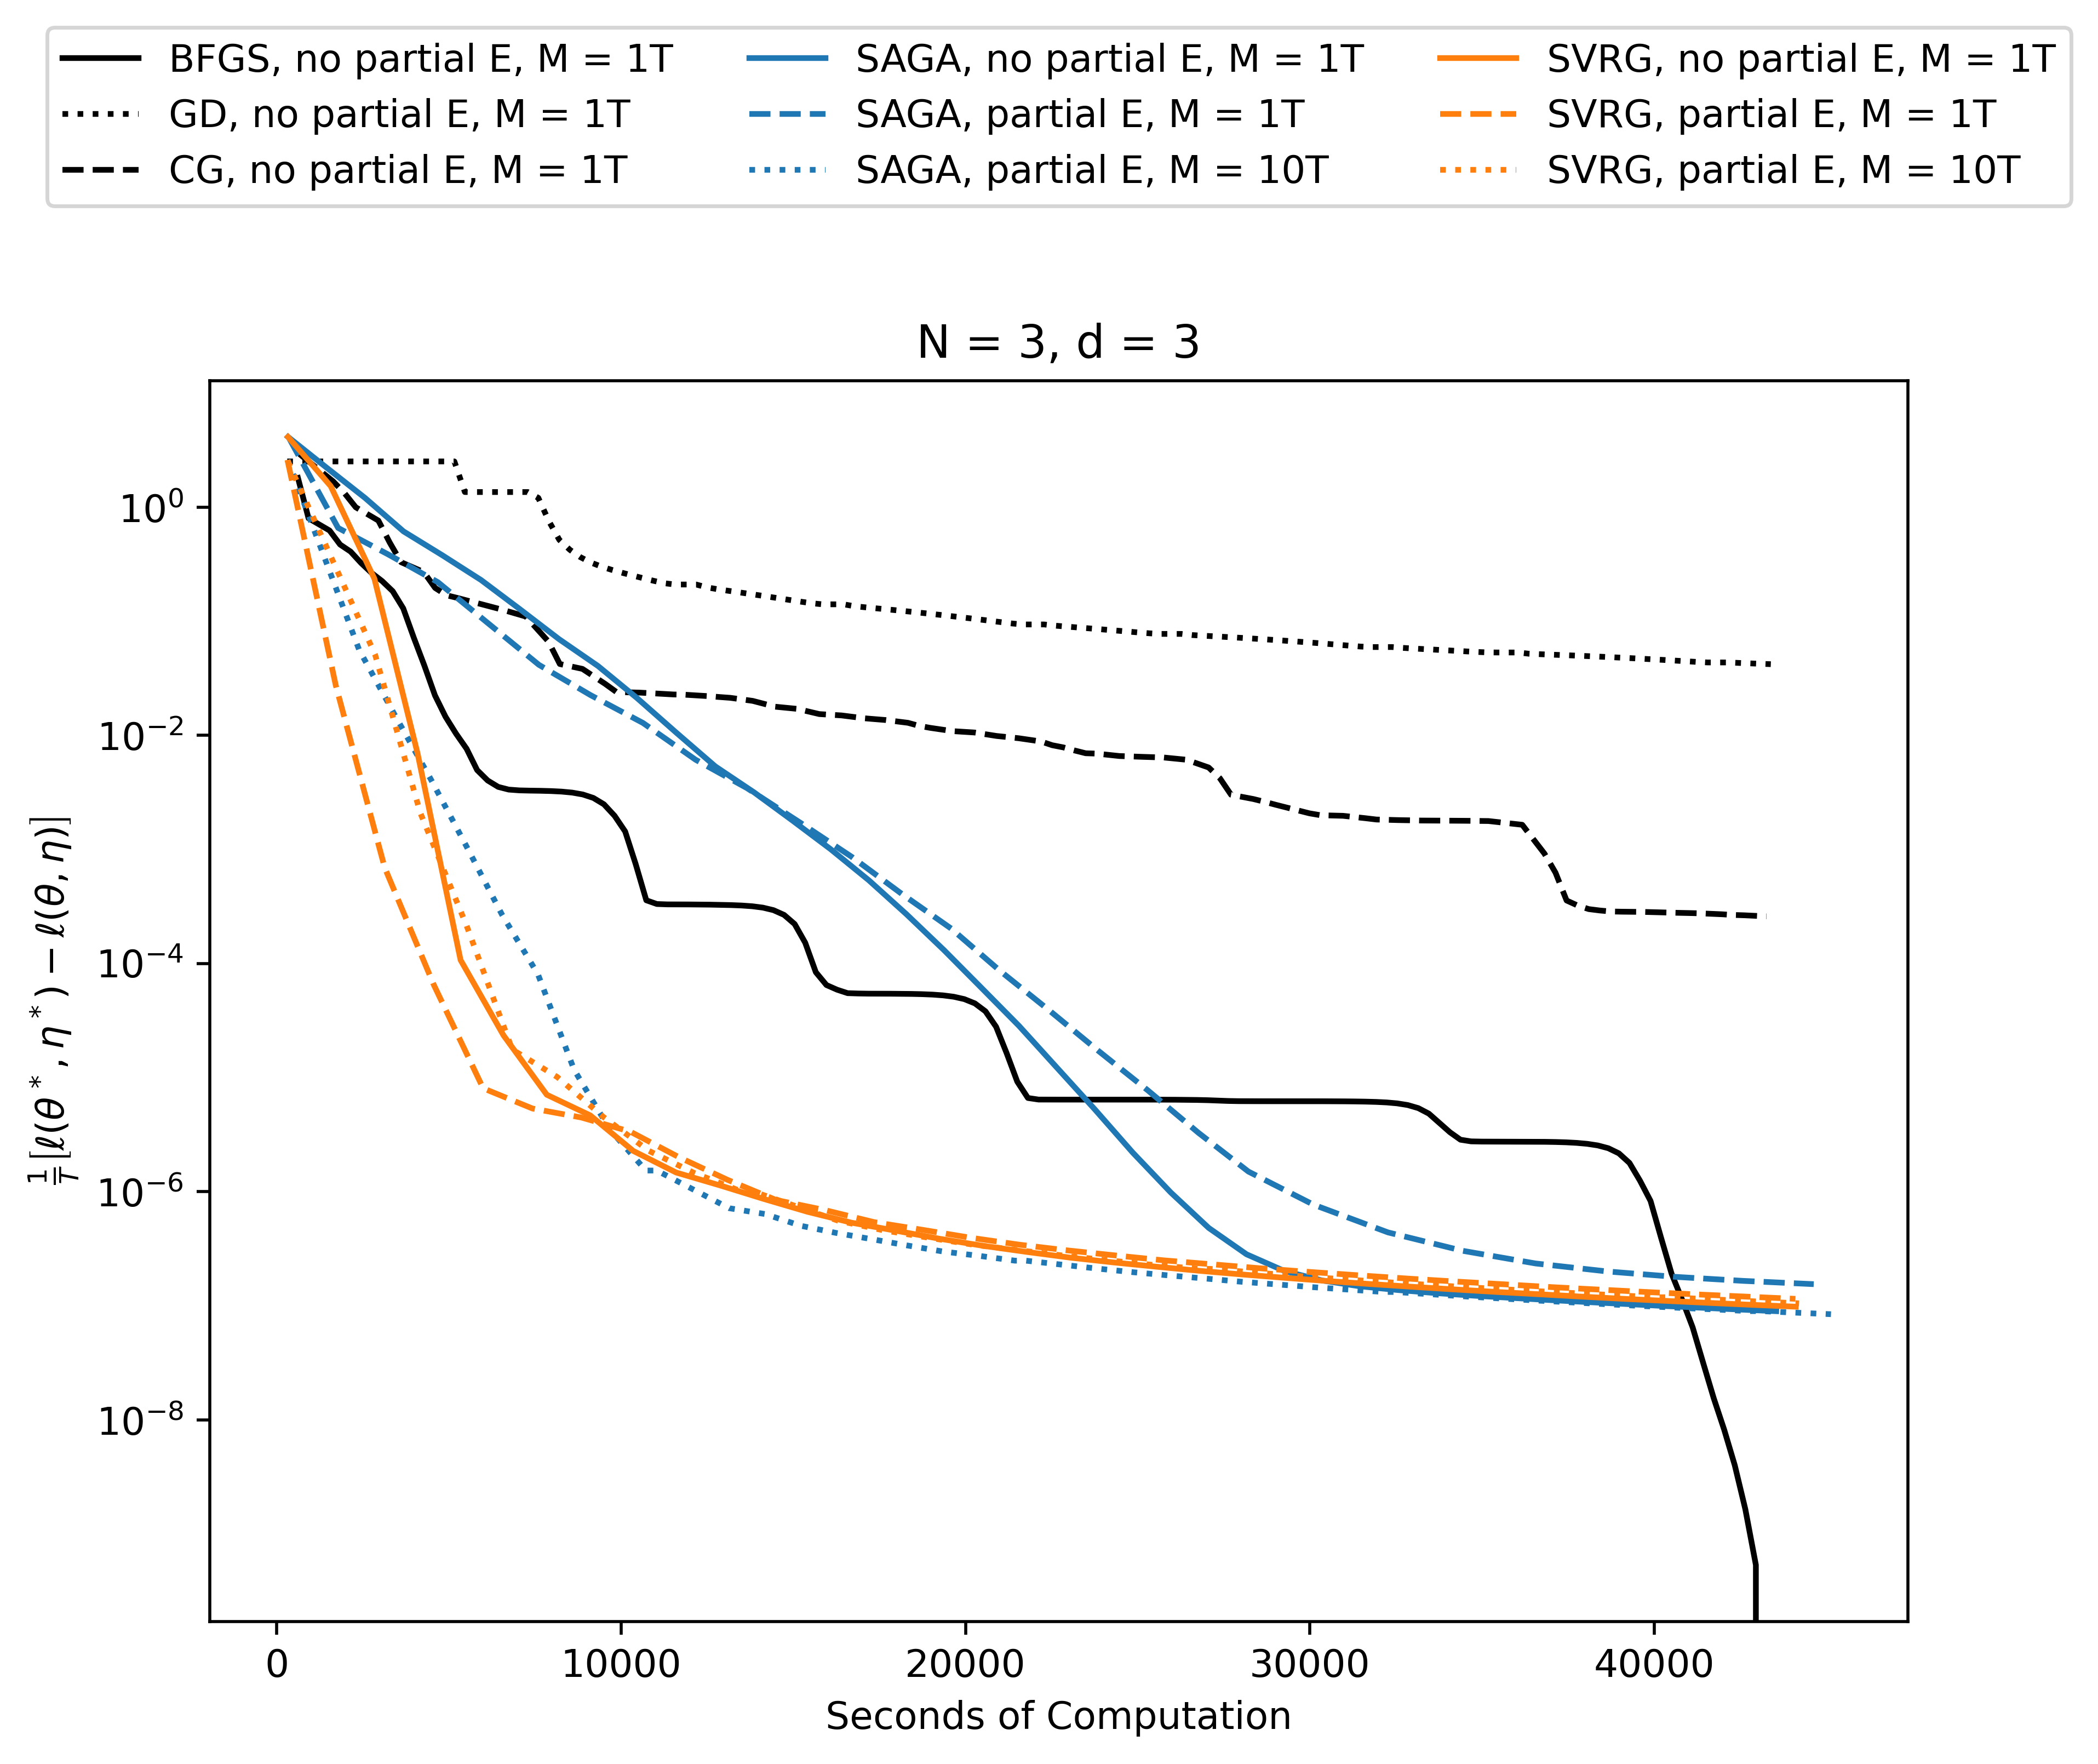 BFGS, no partial E, M = 1T
GD, no partial E, M = 1T
CG, no partial E, M = 1T
SAGA, no partial E, M = 1T
SAGA, partial E, M = 1T
SAGA, partial E, M = 10T
SVRG, no partial E, M = 1T
SVRG, partial E, M = 1T
SVRG, partial E, M = 10T
N = 3, d = 3
10⁰
10⁻²
10⁻⁴
10⁻⁶
10⁻⁸
1/T [ℓ(θ*, η*) − ℓ(θ, η)]
0 10000 20000 30000 40000
Seconds of Computation